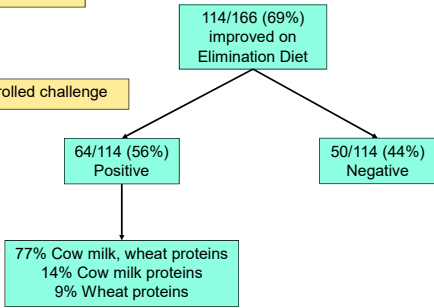 114/166 (69%)
improved on
Elimination Diet
challenge
64/114 (56%)
Positive
50/114 (44%)
Negative
77% Cow milk, wheat proteins
14% Cow milk proteins
9% Wheat proteins